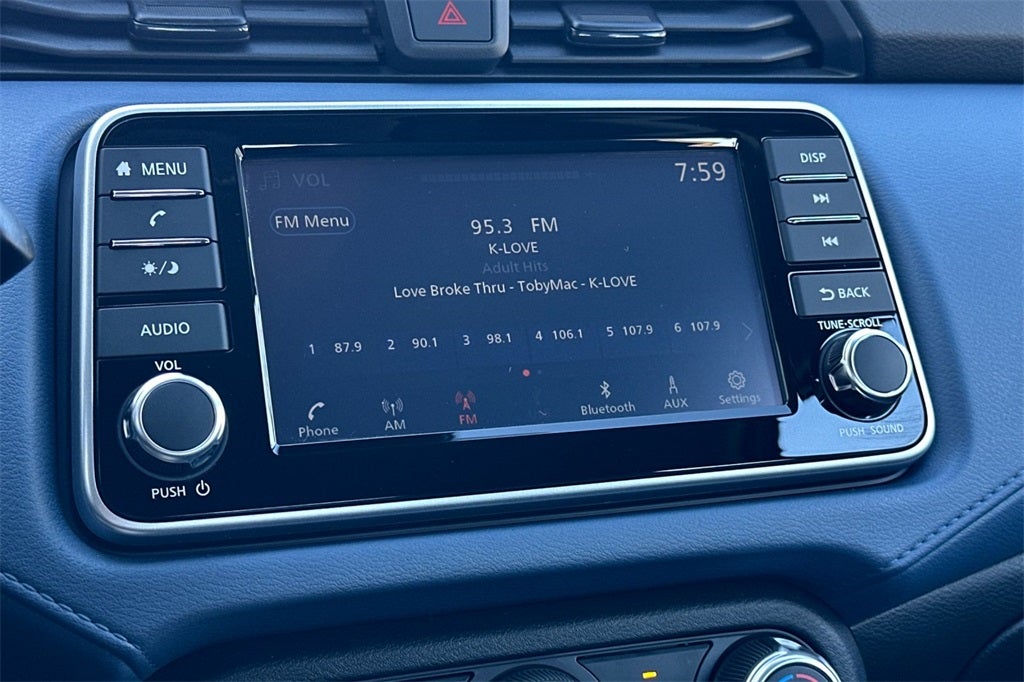 MENU
DISP
VOL
7:59
FM Menu
95.3 FM
K-LOVE
Adult Hits
Love Broke Thru - TobyMac - K-LOVE
BACK
AUDIO
TUNE·SCROLL
1 87.9 2 90.1 3 98.1 4 106.1 5 107.9 6 107.9
VOL
Phone AM FM Bluetooth AUX Settings
PUSH SOUND
PUSH